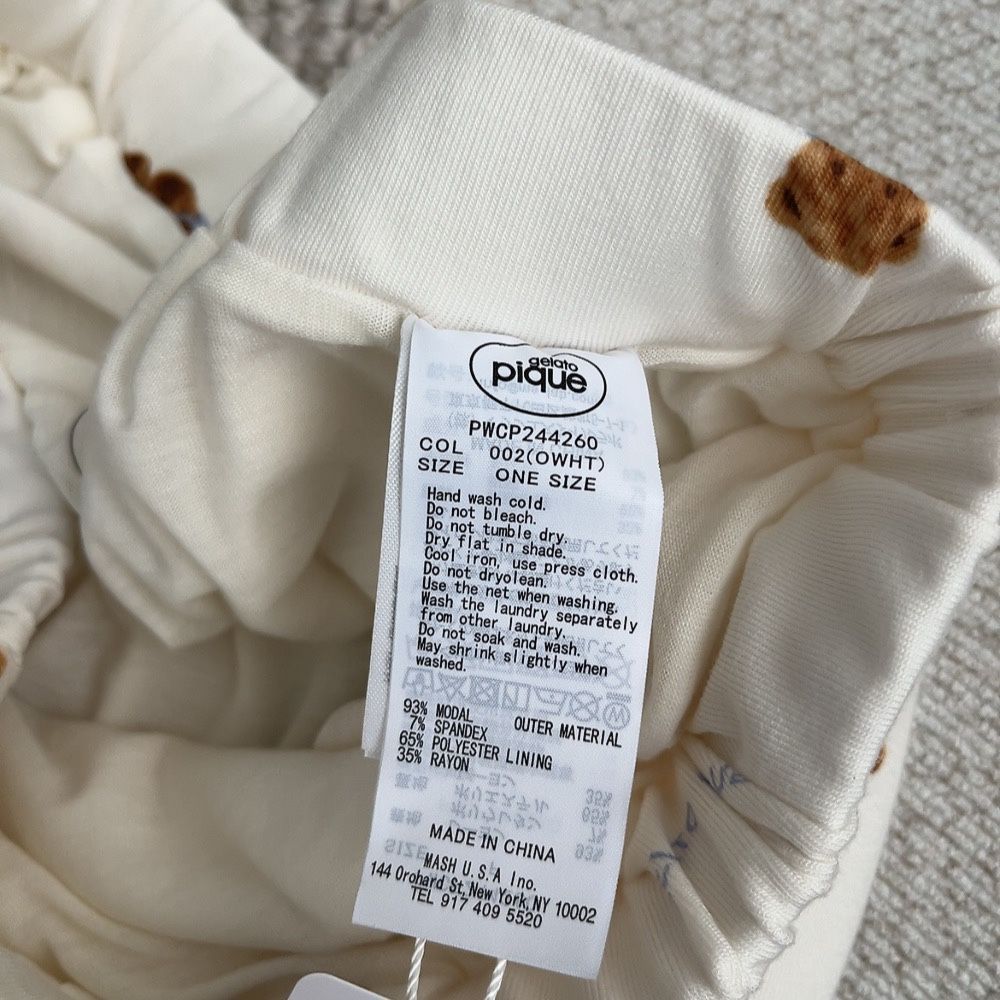 gelato
pique
PWCP244260
COL 002(OWHT)
SIZE ONE SIZE
Hand wash cold.
Do not bleach.
Do not tumble dry.
Dry flat in shade.
Cool iron, use press cloth.
Do not dryolean.
Use the net when washing.
Wash the laundry separately
from other laundry.
Do not soak and wash.
May shrink slightly when
washed.
93% MODAL OUTER MATERIAL
7% SPANDEX
65% POLYESTER LINING
35% RAYON
MADE IN CHINA
MASH U.S.A Ino.
144 Orohard St, New York, NY 10002
TEL 917 409 5520